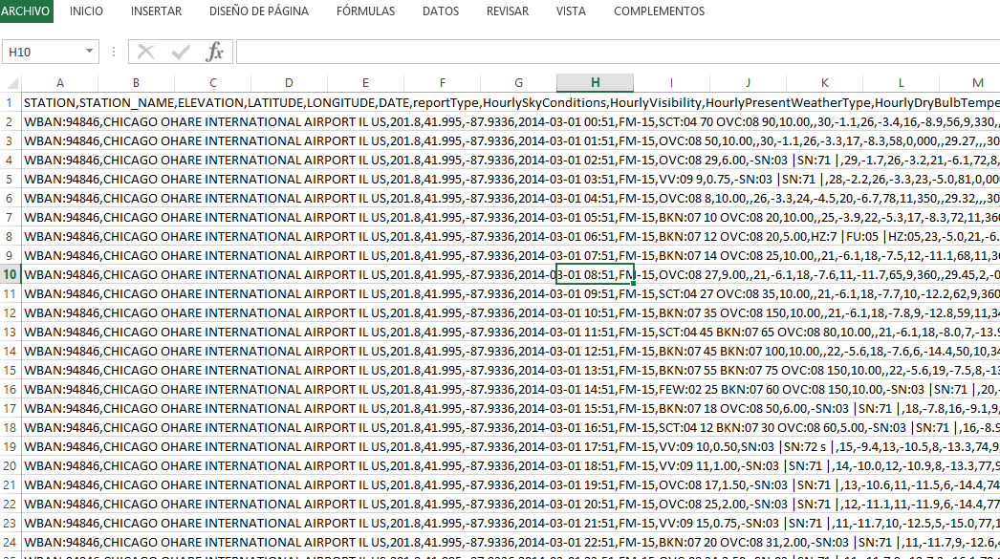 ARCHIVO INICIO INSERTAR DISEÑO DE PÁGINA FÓRMULAS DATOS REVISAR VISTA COMPLEMENTOS
H10 fx
A B C D E F G H I J K L M
1 STATION,STATION_NAME,ELEVATION,LATITUDE,LONGITUDE,DATE,reportType,HourlySkyConditions,HourlyVisibility,HourlyPresentWeatherType,HourlyDryBulbTempe
2 WBAN:94846,CHICAGO OHARE INTERNATIONAL AIRPORT IL US,201.8,41.995,-87.9336,2014-03-01 00:51,FM-15,SCT:04 70 OVC:08 90,10.00,,30,-1.1,26,-3.4,16,-8.9,56,9,330,,
3 WBAN:94846,CHICAGO OHARE INTERNATIONAL AIRPORT IL US,201.8,41.995,-87.9336,2014-03-01 01:51,FM-15,OVC:08 50,10.00,,30,-1.1,26,-3.3,17,-8.3,58,0,000,,29.27,,,30
4 WBAN:94846,CHICAGO OHARE INTERNATIONAL AIRPORT IL US,201.8,41.995,-87.9336,2014-03-01 02:51,FM-15,OVC:08 29,6.00,-SN:03 |SN:71 |,29,-1.7,26,-3.2,21,-6.1,72,8,
5 WBAN:94846,CHICAGO OHARE INTERNATIONAL AIRPORT IL US,201.8,41.995,-87.9336,2014-03-01 03:51,FM-15,VV:09 9,0.75,-SN:03 |SN:71 |,28,-2.2,26,-3.3,23,-5.0,81,0,000
6 WBAN:94846,CHICAGO OHARE INTERNATIONAL AIRPORT IL US,201.8,41.995,-87.9336,2014-03-01 04:51,FM-15,OVC:08 8,10.00,,26,-3.3,24,-4.5,20,-6.7,78,11,350,,29.32,,,30
7 WBAN:94846,CHICAGO OHARE INTERNATIONAL AIRPORT IL US,201.8,41.995,-87.9336,2014-03-01 05:51,FM-15,BKN:07 10 OVC:08 20,10.00,,25,-3.9,22,-5.3,17,-8.3,72,11,360
8 WBAN:94846,CHICAGO OHARE INTERNATIONAL AIRPORT IL US,201.8,41.995,-87.9336,2014-03-01 06:51,FM-15,BKN:07 12 OVC:08 20,5.00,HZ:7 |FU:05 |HZ:05,23,-5.0,21,-6.
9 WBAN:94846,CHICAGO OHARE INTERNATIONAL AIRPORT IL US,201.8,41.995,-87.9336,2014-03-01 07:51,FM-15,BKN:07 14 OVC:08 25,10.00,,21,-6.1,18,-7.5,12,-11.1,68,11,36
10 WBAN:94846,CHICAGO OHARE INTERNATIONAL AIRPORT IL US,201.8,41.995,-87.9336,2014-03-01 08:51,FM-15,OVC:08 27,9.00,,21,-6.1,18,-7.6,11,-11.7,65,9,360,,29.45,2,-0
11 WBAN:94846,CHICAGO OHARE INTERNATIONAL AIRPORT IL US,201.8,41.995,-87.9336,2014-03-01 09:51,FM-15,SCT:04 27 OVC:08 35,10.00,,21,-6.1,18,-7.7,10,-12.2,62,9,360
12 WBAN:94846,CHICAGO OHARE INTERNATIONAL AIRPORT IL US,201.8,41.995,-87.9336,2014-03-01 10:51,FM-15,BKN:07 35 OVC:08 150,10.00,,21,-6.1,18,-7.8,9,-12.8,59,11,34
13 WBAN:94846,CHICAGO OHARE INTERNATIONAL AIRPORT IL US,201.8,41.995,-87.9336,2014-03-01 11:51,FM-15,SCT:04 45 BKN:07 65 OVC:08 80,10.00,,21,-6.1,18,-8.0,7,-13.9
14 WBAN:94846,CHICAGO OHARE INTERNATIONAL AIRPORT IL US,201.8,41.995,-87.9336,2014-03-01 12:51,FM-15,BKN:07 45 BKN:07 100,10.00,,22,-5.6,18,-7.6,6,-14.4,50,10,34
15 WBAN:94846,CHICAGO OHARE INTERNATIONAL AIRPORT IL US,201.8,41.995,-87.9336,2014-03-01 13:51,FM-15,BKN:07 55 BKN:07 75 OVC:08 150,10.00,,22,-5.6,19,-7.5,8,-13
16 WBAN:94846,CHICAGO OHARE INTERNATIONAL AIRPORT IL US,201.8,41.995,-87.9336,2014-03-01 14:51,FM-15,FEW:02 25 BKN:07 60 OVC:08 150,10.00,-SN:03 |SN:71 |,20,-
17 WBAN:94846,CHICAGO OHARE INTERNATIONAL AIRPORT IL US,201.8,41.995,-87.9336,2014-03-01 15:51,FM-15,BKN:07 18 OVC:08 50,6.00,-SN:03 |SN:71 |,18,-7.8,16,-9.1,9,
18 WBAN:94846,CHICAGO OHARE INTERNATIONAL AIRPORT IL US,201.8,41.995,-87.9336,2014-03-01 16:51,FM-15,SCT:04 12 BKN:07 30 OVC:08 60,5.00,-SN:03 |SN:71 |,16,-8.9
19 WBAN:94846,CHICAGO OHARE INTERNATIONAL AIRPORT IL US,201.8,41.995,-87.9336,2014-03-01 17:51,FM-15,VV:09 10,0.50,SN:03 |SN:72 s |,15,-9.4,13,-10.5,8,-13.3,74,9,
20 WBAN:94846,CHICAGO OHARE INTERNATIONAL AIRPORT IL US,201.8,41.995,-87.9336,2014-03-01 18:51,FM-15,VV:09 11,1.00,-SN:03 |SN:71 |,14,-10.0,12,-10.9,8,-13.3,77,9
21 WBAN:94846,CHICAGO OHARE INTERNATIONAL AIRPORT IL US,201.8,41.995,-87.9336,2014-03-01 19:51,FM-15,OVC:08 17,1.50,-SN:03 |SN:71 |,13,-10.6,11,-11.5,6,-14.4,74
22 WBAN:94846,CHICAGO OHARE INTERNATIONAL AIRPORT IL US,201.8,41.995,-87.9336,2014-03-01 20:51,FM-15,OVC:08 25,2.00,-SN:03 |SN:71 |,12,-11.1,11,-11.9,6,-14.4,77
23 WBAN:94846,CHICAGO OHARE INTERNATIONAL AIRPORT IL US,201.8,41.995,-87.9336,2014-03-01 21:51,FM-15,VV:09 15,0.75,-SN:03 |SN:71 |,11,-11.7,10,-12.5,5,-15.0,77,1
24 WBAN:94846,CHICAGO OHARE INTERNATIONAL AIRPORT IL US,201.8,41.995,-87.9336,2014-03-01 22:51,FM-15,BKN:07 20 OVC:08 31,2.00,-SN:03 |SN:71 |,11,-11.7,9,-12.6,4